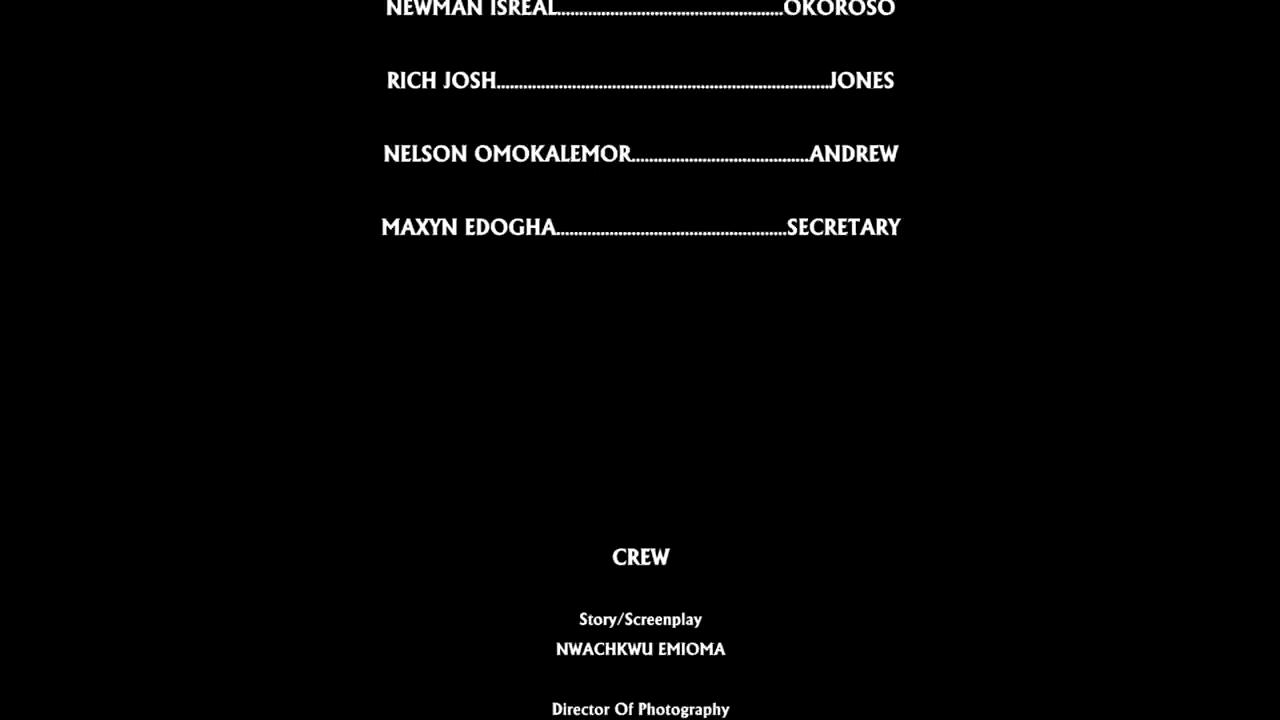 NEWMAN ISREAL..................................................OKOROSO
RICH JOSH..........................................................................JONES
NELSON OMOKALEMOR.......................................ANDREW
MAXYN EDOGHA...................................................SECRETARY
CREW
Story/Screenplay
NWACHKWU EMIOMA
Director Of Photography